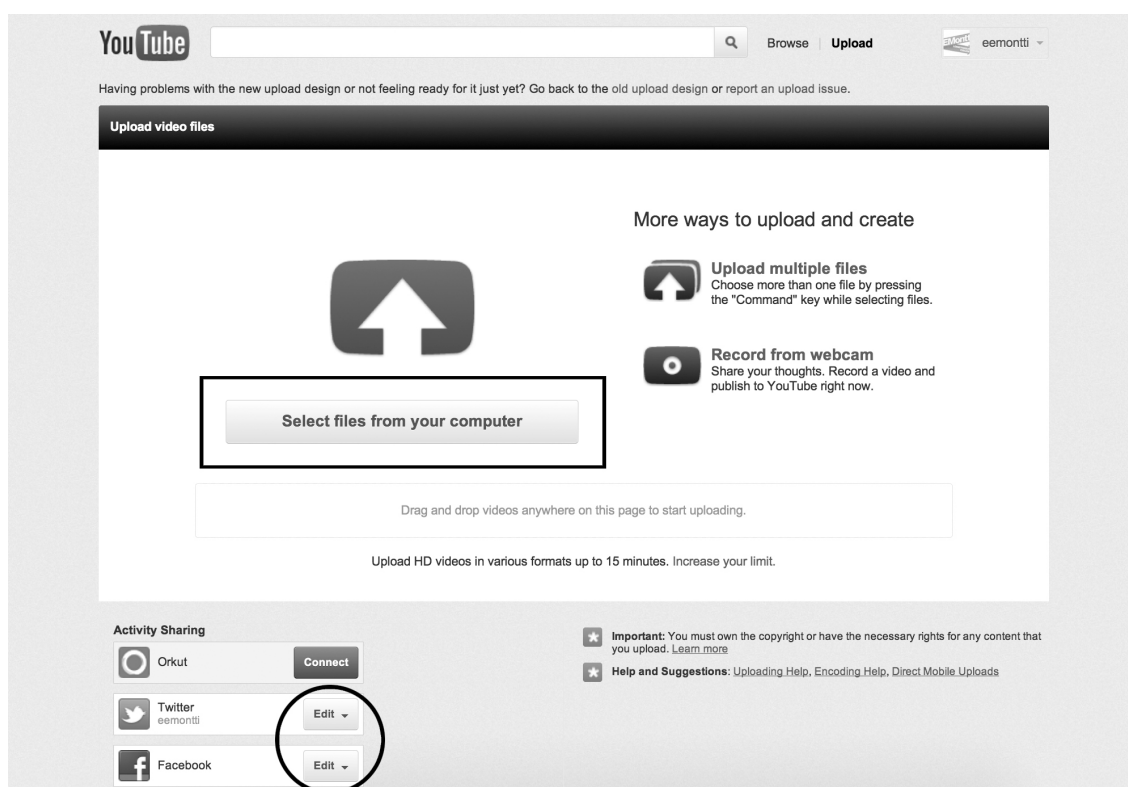 YouTube
Browse | Upload
eemontti
Having problems with the new upload design or not feeling ready for it just yet? Go back to the old upload design or report an upload issue.
Upload video files
More ways to upload and create
Upload multiple files
Choose more than one file by pressing
the "Command" key while selecting files.
Record from webcam
Share your thoughts. Record a video and
publish to YouTube right now.
Select files from your computer
Drag and drop videos anywhere on this page to start uploading.
Upload HD videos in various formats up to 15 minutes. Increase your limit.
Activity Sharing
Orkut
Connect
Twitter
eemontti
Edit
Facebook
Edit
Important: You must own the copyright or have the necessary rights for any content that
you upload. Learn more
Help and Suggestions: Uploading Help, Encoding Help, Direct Mobile Uploads